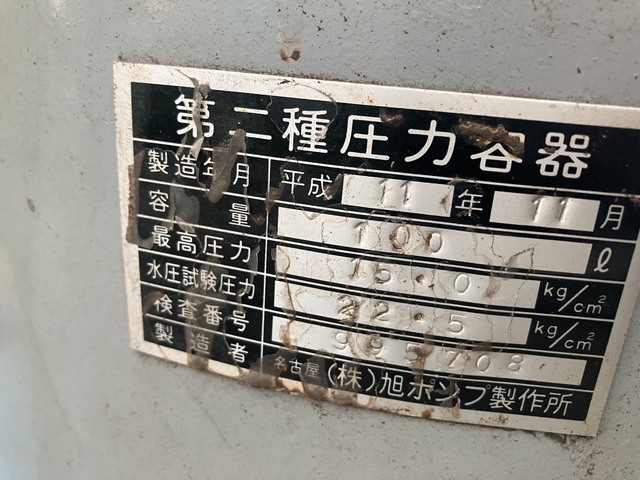 第二種圧力容器
製造年月 平成 11 年 11 月
容量 100 ℓ
最高圧力 15.0 kg/cm²
水圧試験圧力 22.5 kg/cm²
検査番号 995708
製造者 名古屋 (株)旭ポンプ製作所